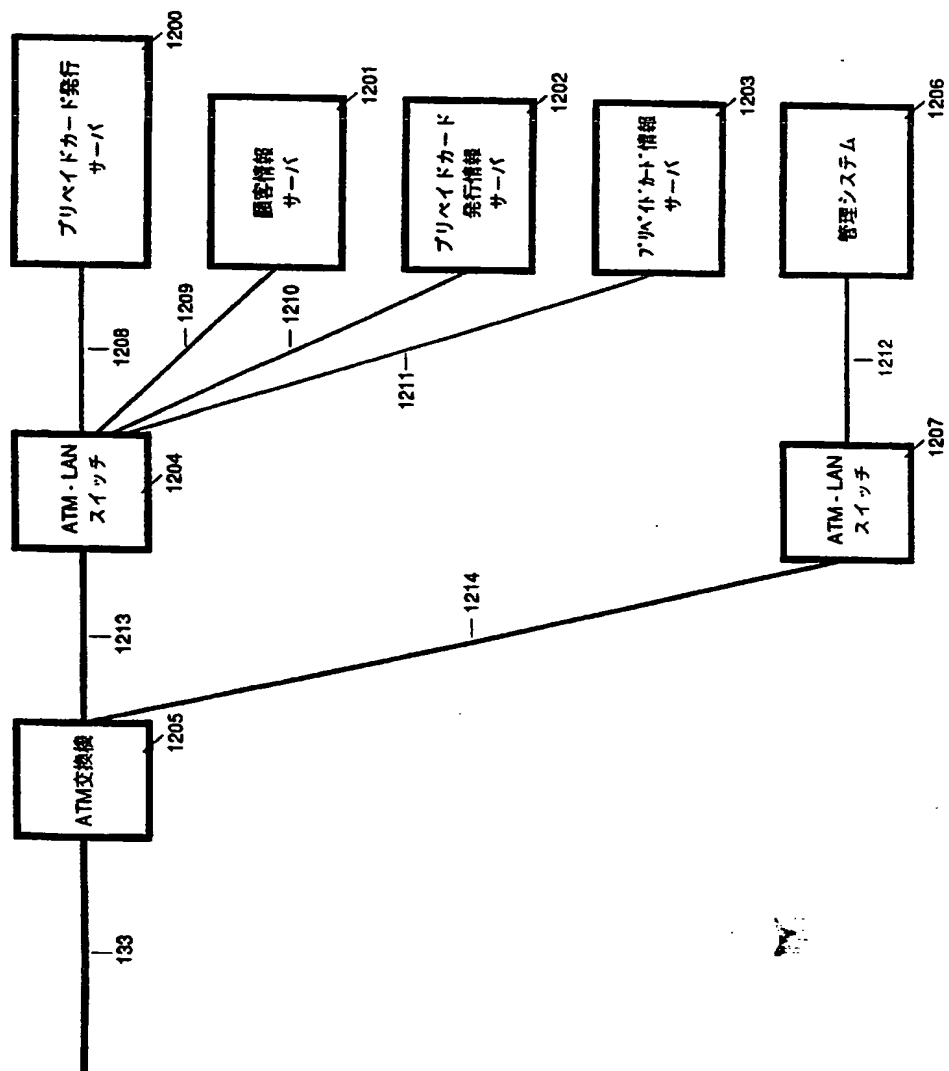 プリペイドカード発行
サーバ
1200
顧客情報
サーバ
1201
プリペイドカード
発行情報
サーバ
1202
プリペイドカード情報
サーバ
1203
管理システム
1206
1208
1209
1210
1211
1212
ATM-LAN
スイッチ
1204
ATM-LAN
スイッチ
1207
1213
1214
ATM交換機
1205
133